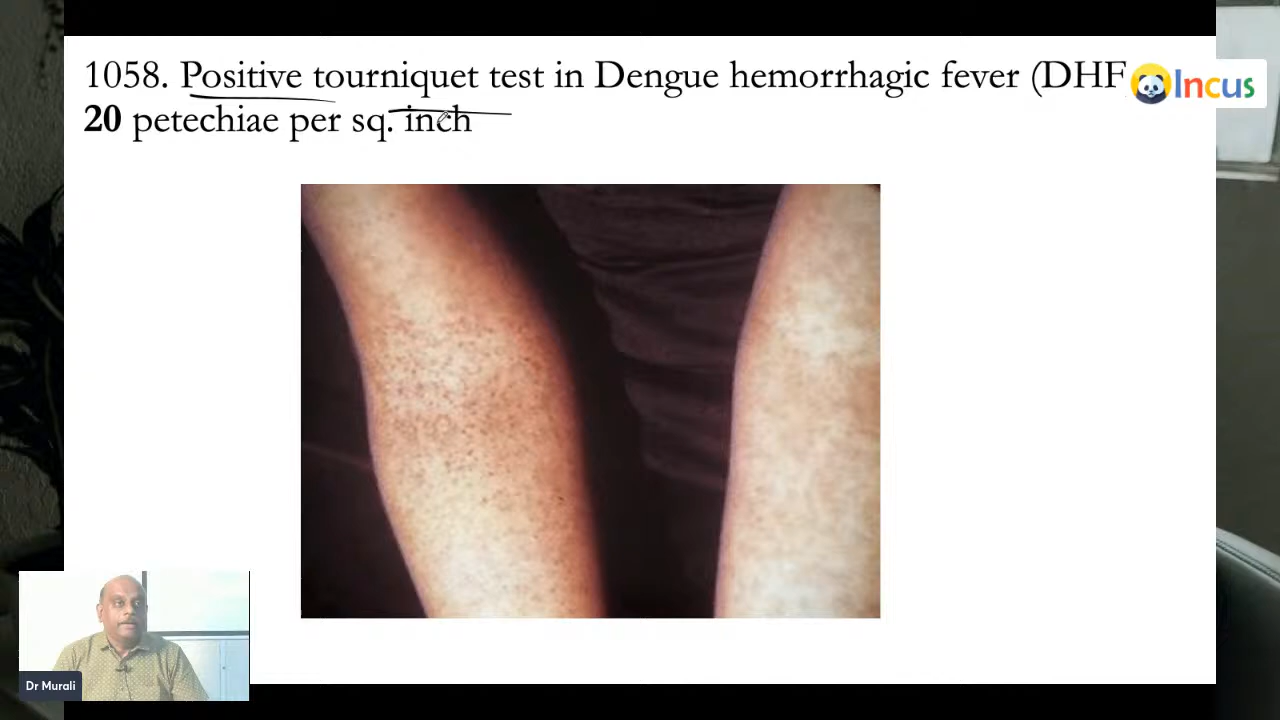 1058. Positive tourniquet test in Dengue hemorrhagic fever (DHF
20 petechiae per sq. inch
Incus
Dr Murali